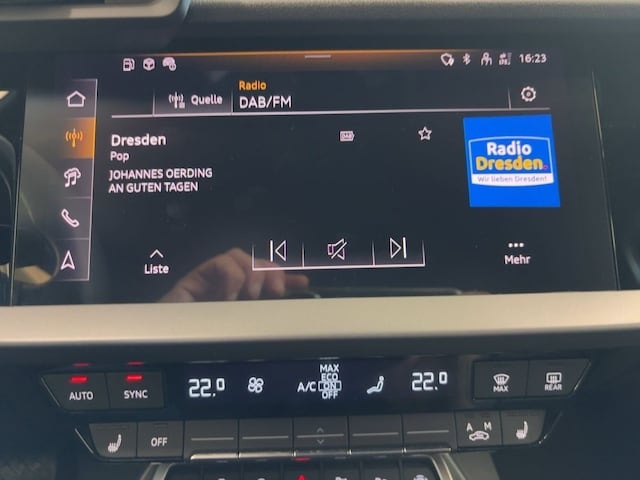 16:23
Radio
Quelle
DAB/FM
Dresden
Pop
JOHANNES OERDING
AN GUTEN TAGEN
Radio
Dresden
Wir lieben Dresden!
Liste
Mehr
AUTO
SYNC
22.0
A/C
MAX
ECO
ON
OFF
22.0
MAX
REAR
OFF
A M